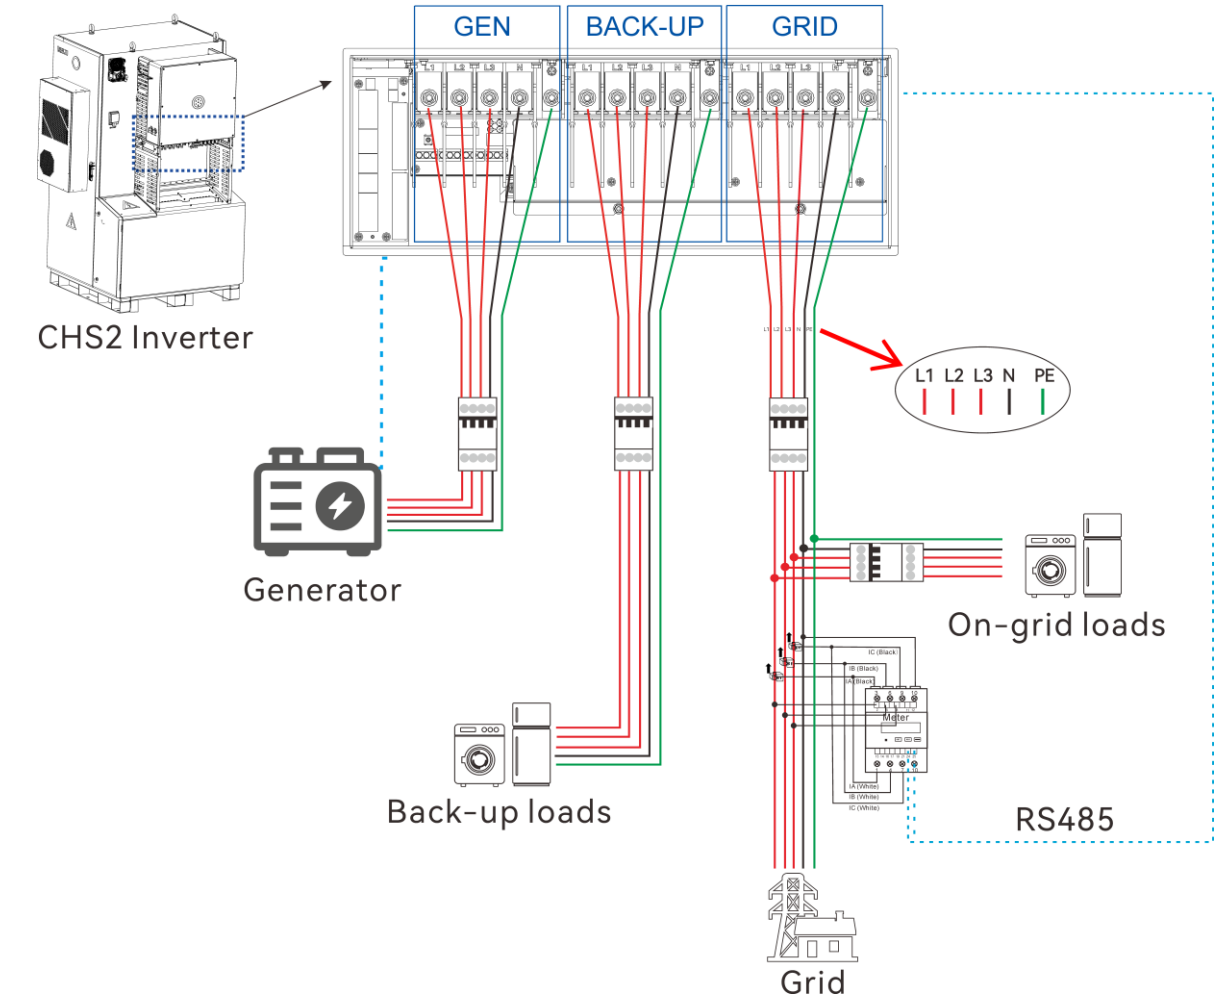 GEN
BACK-UP
GRID
L1 L2 L3 N
L1 L2 L3 N
L1 L2 L3 N
CHS2 Inverter
L1 L2 L3 N PE
L1 L2 L3 N PE
Generator
On-grid loads
IC (Black)
IB (Black)
IA (Black)
Meter
IA (White)
IB (White)
IC (White)
Back-up loads
RS485
Grid